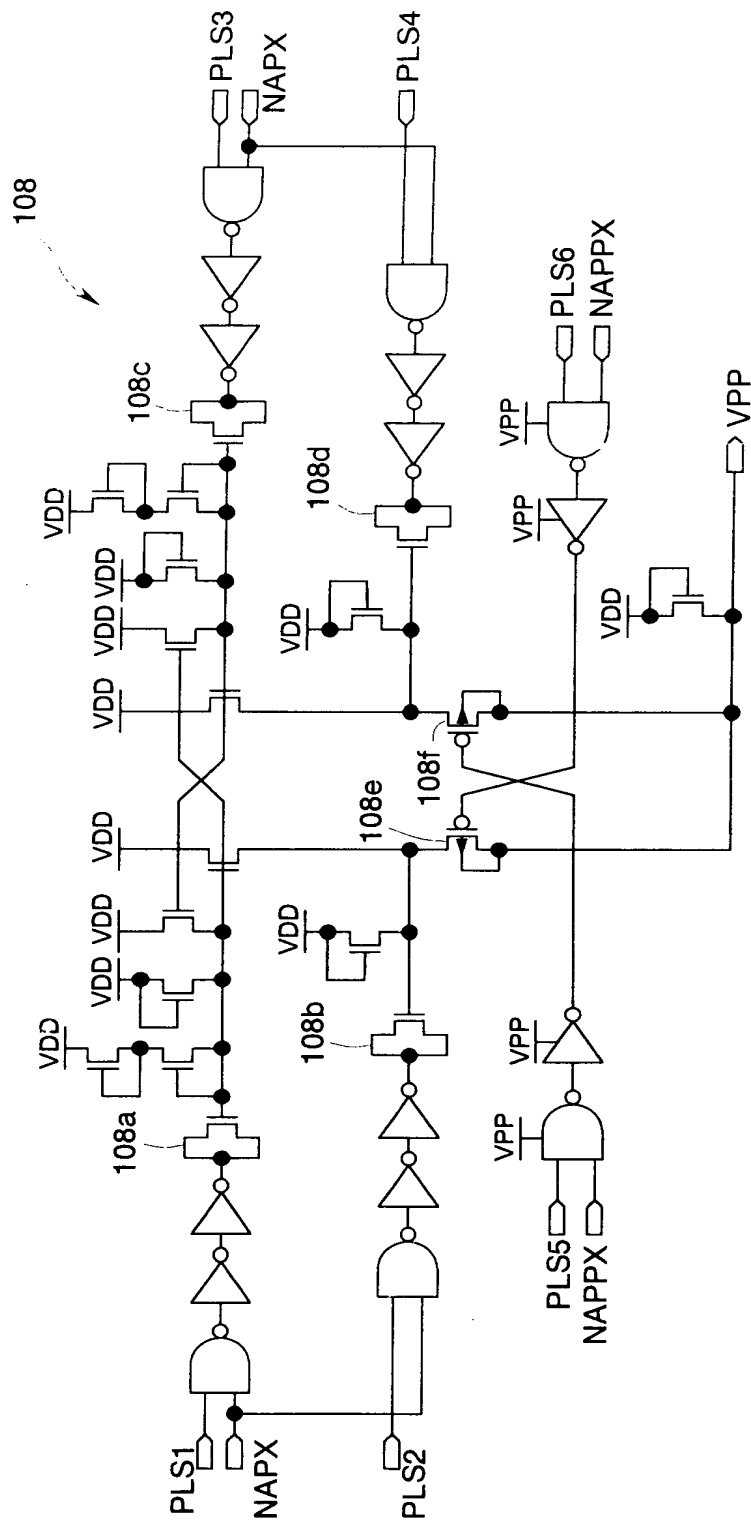 108
PLS3
NAPX
PLS4
108c
VDD
VDD
VDD
VDD
VDD
VDD
VDD
VDD
108a
108d
VDD
VDD
108b
108f
108e
PLS1
NAPX
PLS2
PLS6
NAPPX
VPP
VPP
VPP
VPP
VDD
VPP
PLS5
NAPPX